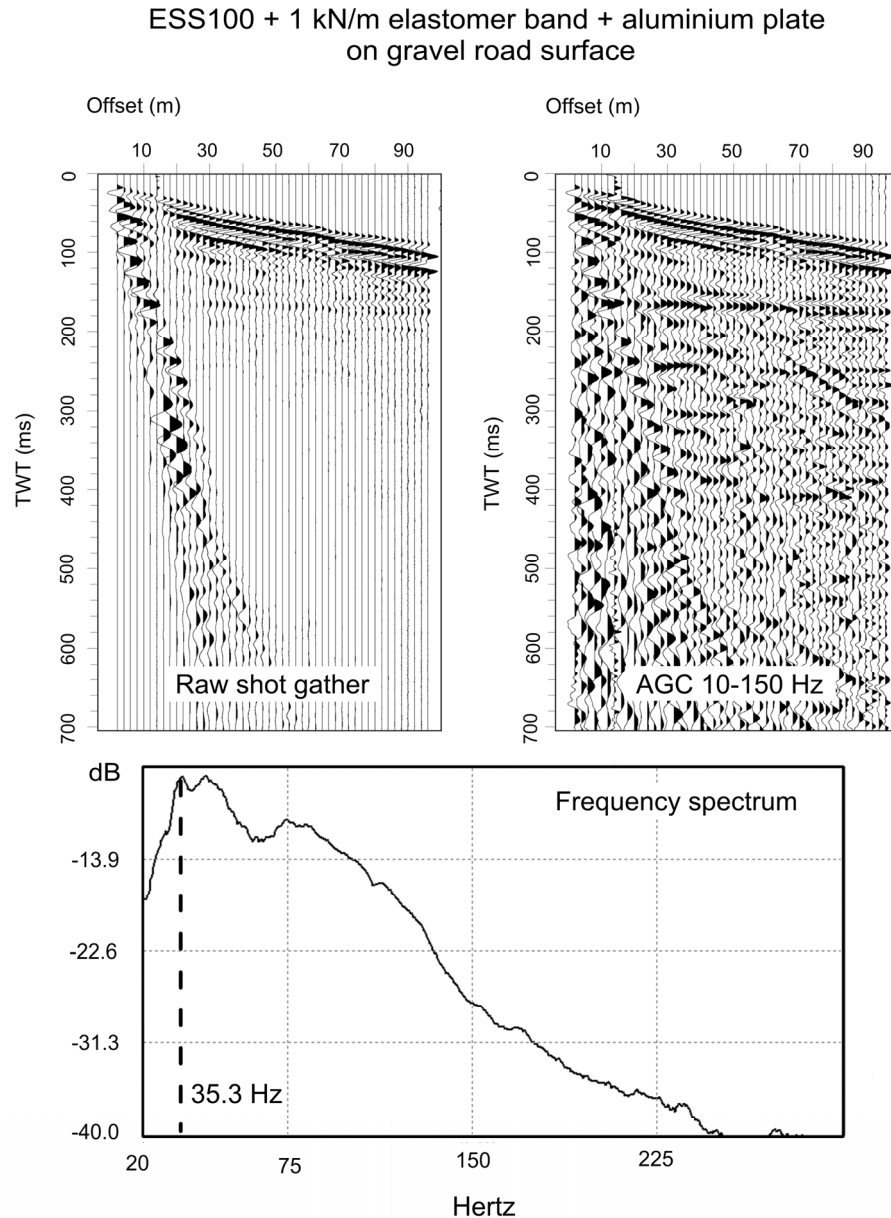 ESS100 + 1 kN/m elastomer band + aluminium plate
on gravel road surface
Offset (m)
10 30 50 70 90
0
100
200
300
400
500
600
700
TWT (ms)
Raw shot gather
Offset (m)
10 30 50 70 90
0
100
200
300
400
500
600
700
TWT (ms)
AGC 10-150 Hz
dB
-13.9
-22.6
-31.3
-40.0
Frequency spectrum
35.3 Hz
20 75 150 225
Hertz